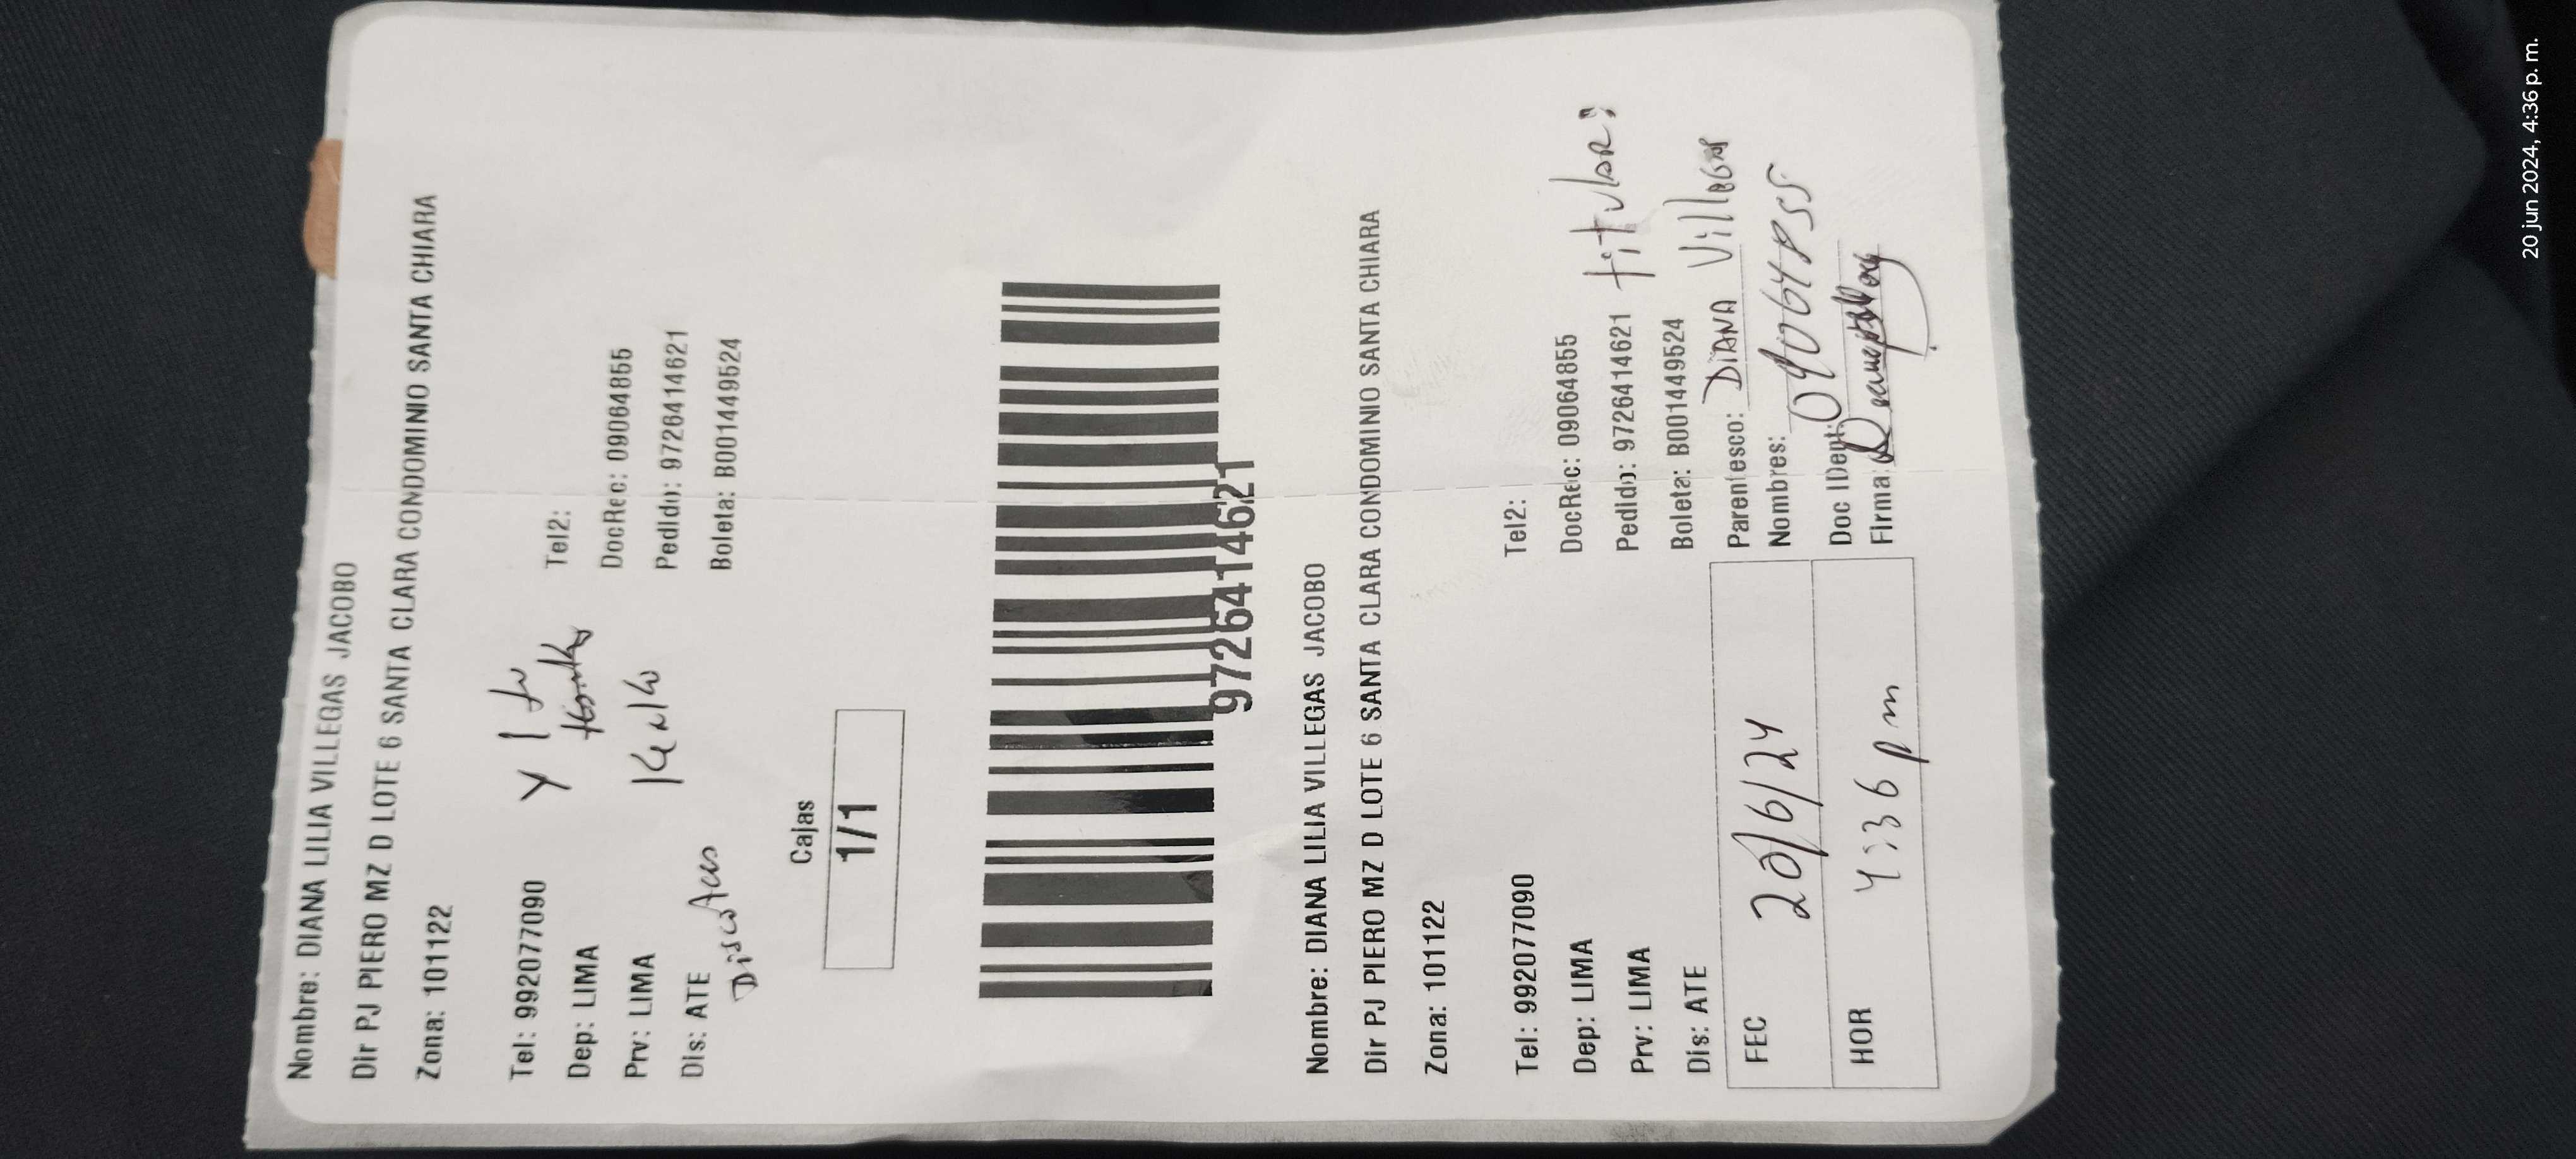 Nombre: DIANA LILIA VILLEGAS JACOBO
Dir PJ PIERO MZ D LOTE 6 SANTA CLARA CONDOMINIO SANTA CHIARA
Zona: 101122
Tel: 992077090
Tel2:
Dep: LIMA
DocRec: 09064855
Prv: LIMA
Pedido: 9726414621
Dis: ATE
Boleta: B001449524
Cajas
1/1
9726414621
Nombre: DIANA LILIA VILLEGAS JACOBO
Dir PJ PIERO MZ D LOTE 6 SANTA CLARA CONDOMINIO SANTA CHIARA
Zona: 101122
Tel: 992077090
Tel2:
Dep: LIMA
DocRec: 09064855
Prv: LIMA
Pedido: 9726414621
titular
Dis: ATE
Boleta: B001449524
FEC 20/6/24
Parentesco: DIANA Villegas
Nombres: 09064855
HOR 4:36 pm
Doc IDent:
Firma:
20 jun 2024, 4:36 p. m.